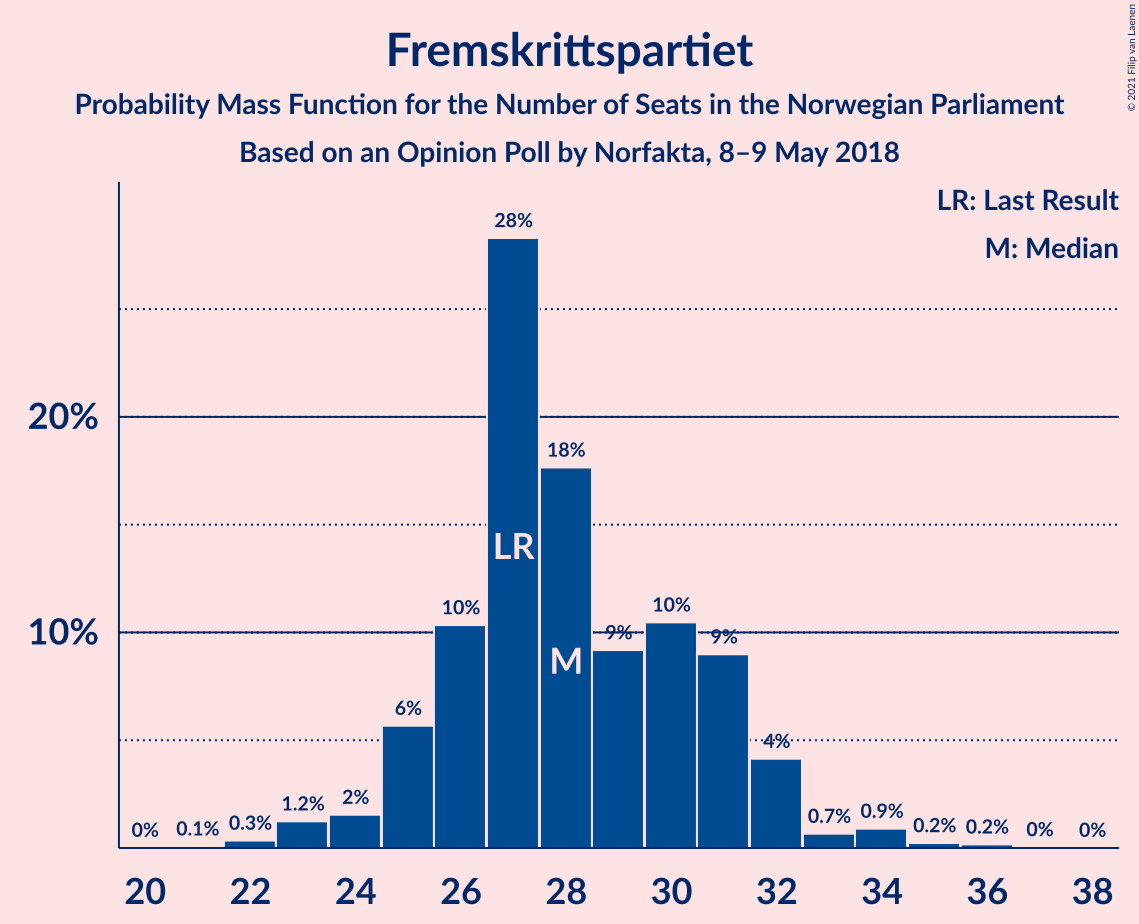 Fremskrittspartiet
Probability Mass Function for the Number of Seats in the Norwegian Parliament
Based on an Opinion Poll by Norfakta, 8–9 May 2018
© 2021 Filip van Laenen
LR: Last Result
M: Median
20%
10%
0%
0.1%
0.3%
1.2%
2%
6%
10%
28%
18%
9%
10%
9%
4%
0.7%
0.9%
0.2%
0.2%
0%
0%
LR
M
20 22 24 26 28 30 32 34 36 38